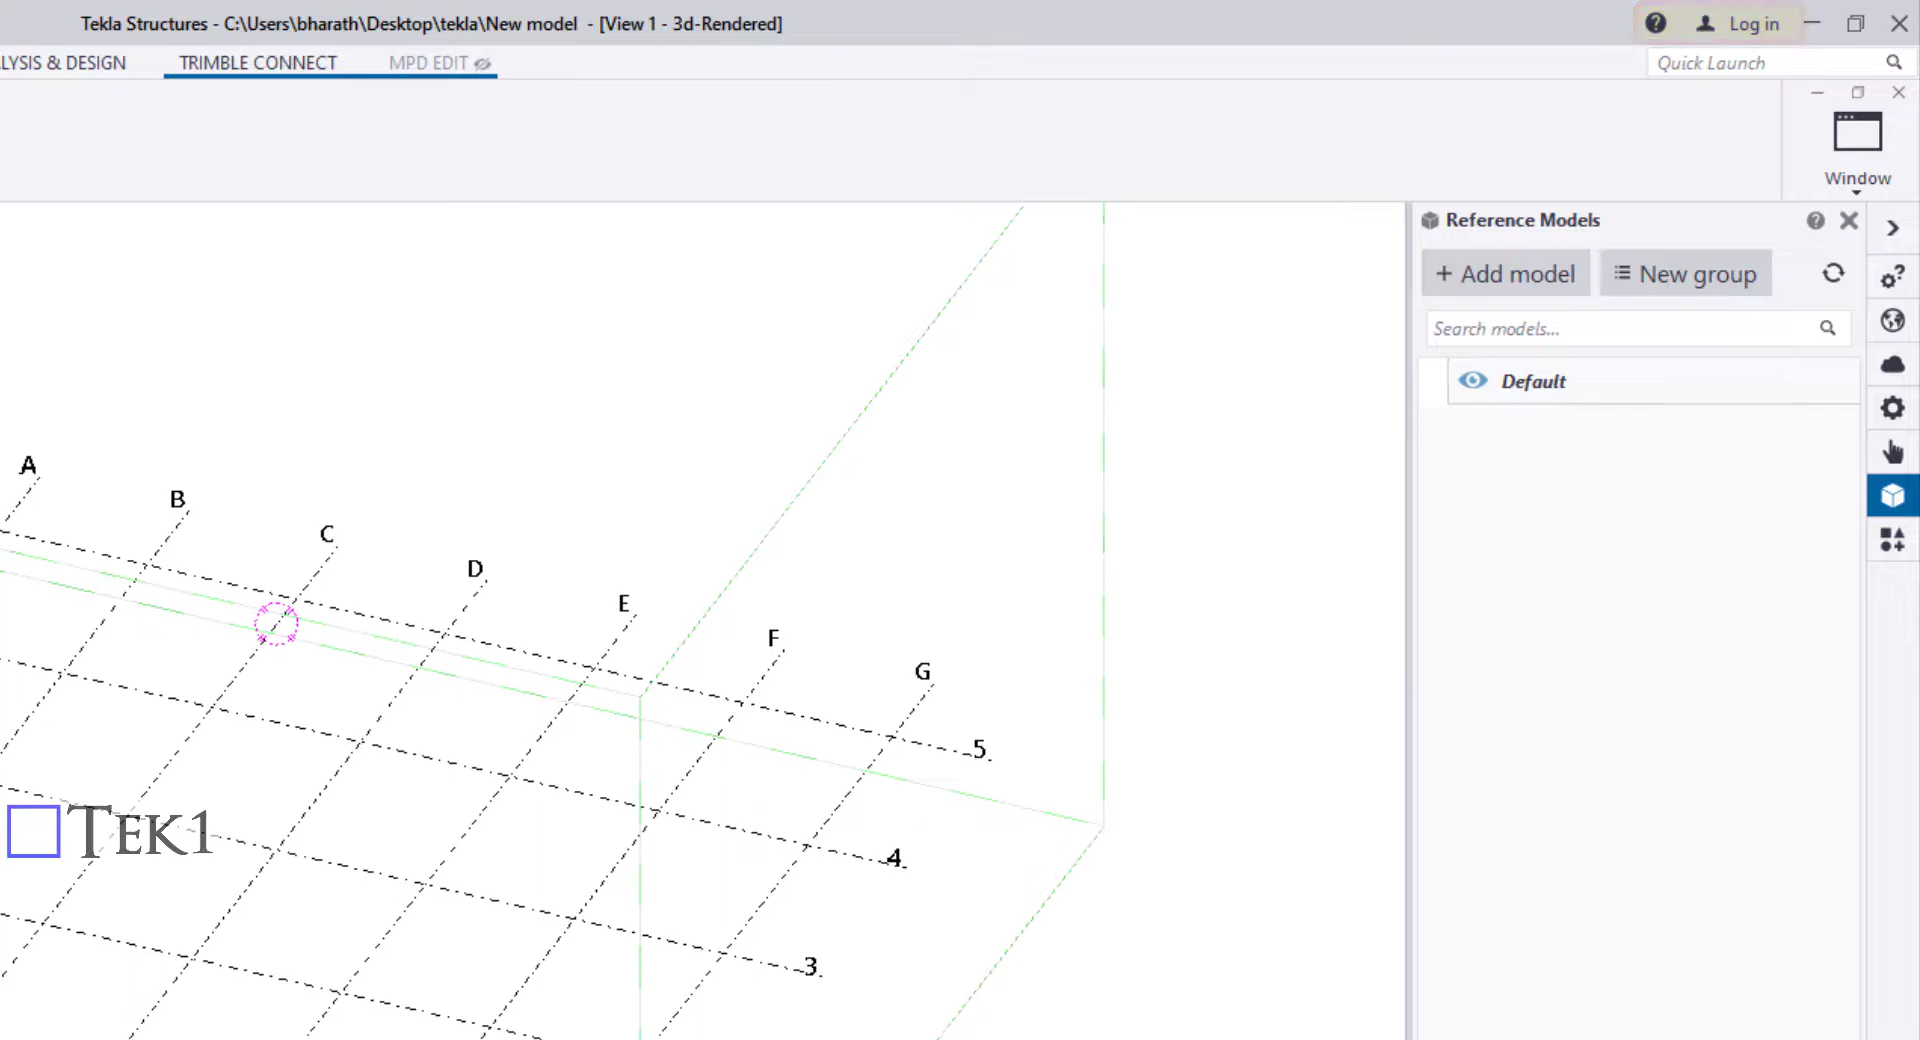 Tekla Structures - C:\Users\bharath\Desktop\tekla\New model - [View 1 - 3d-Rendered]
Log in
LYSIS & DESIGN
TRIMBLE CONNECT
MPD EDIT
Quick Launch
Window
Reference Models
+ Add model
New group
Search models...
Default
A
B
C
D
E
F
G
5
4
3
TEK1